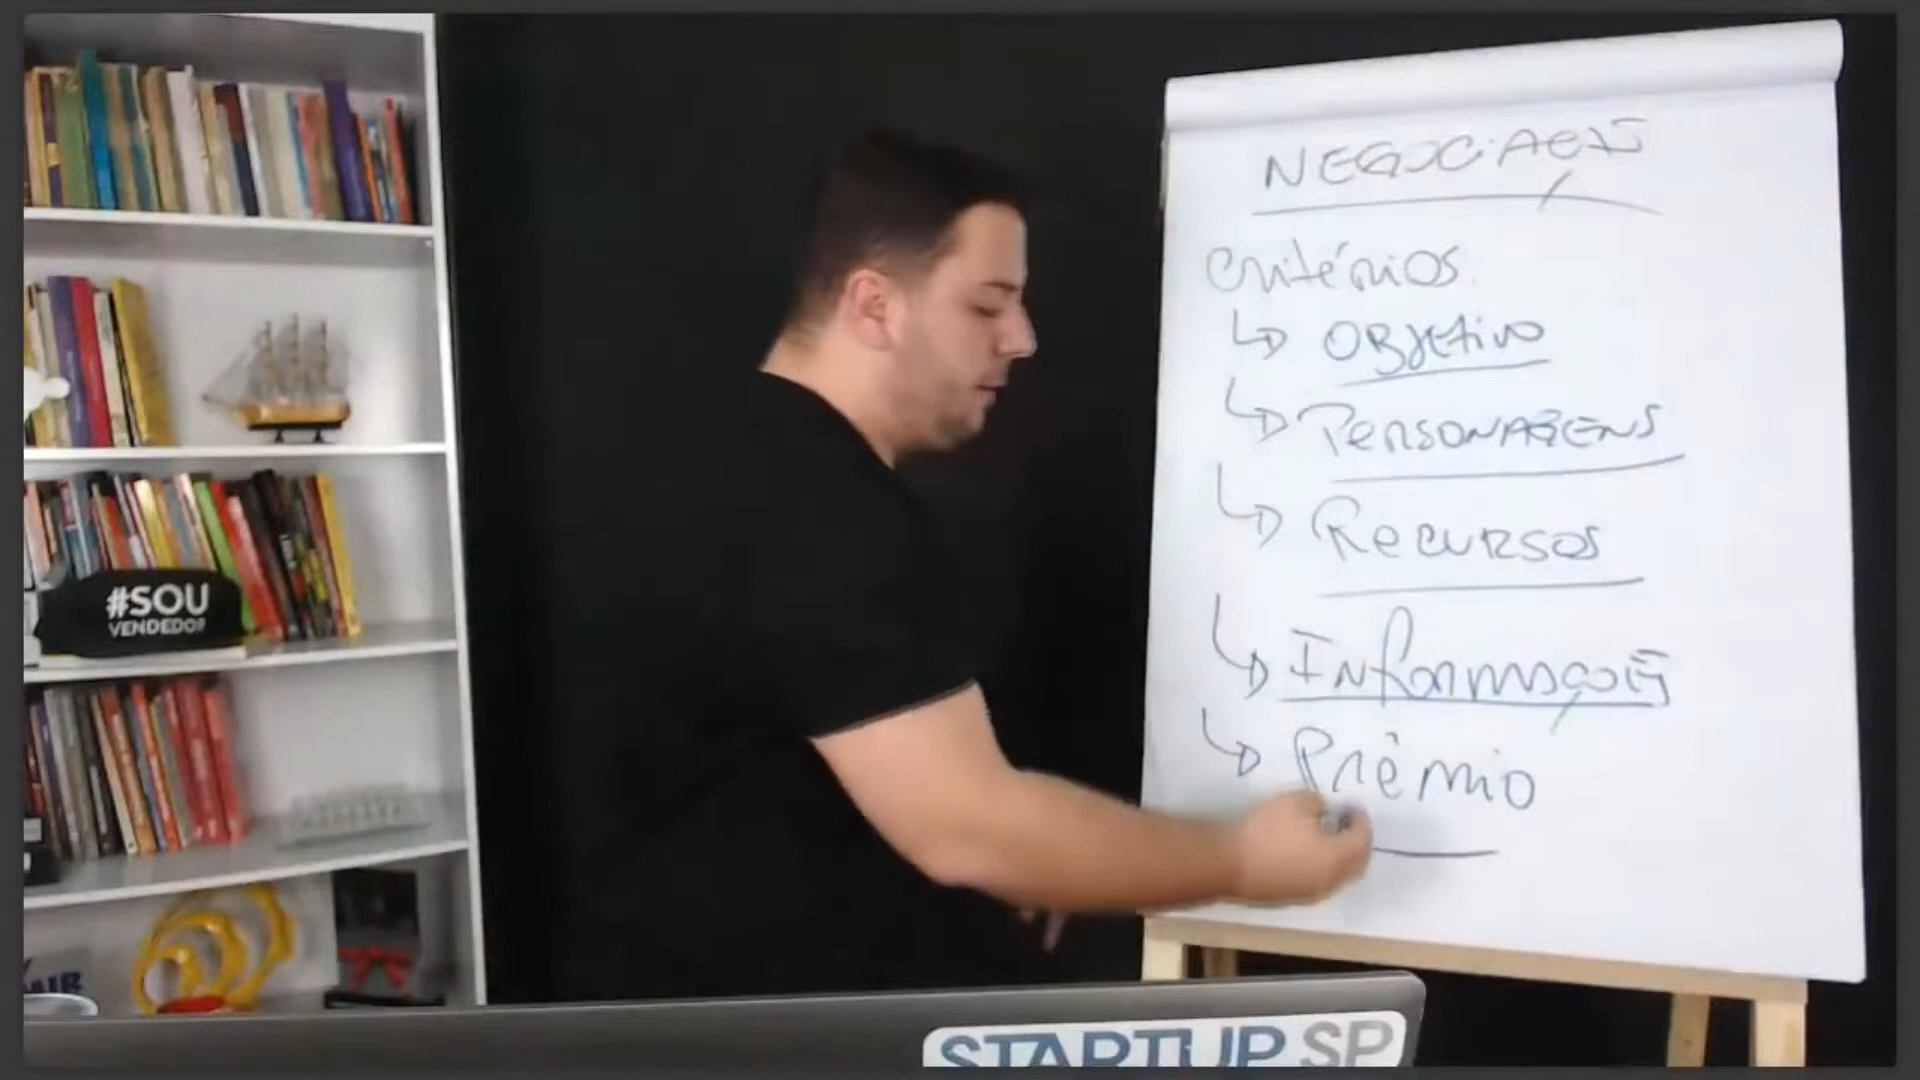 NEGOCIAÇÃO
Critérios
OBJETIVO
PERSONAGENS
RECURSOS
INFORMAÇÕES
Prêmio
#SOU
VENDEDOR
STARTUP SP